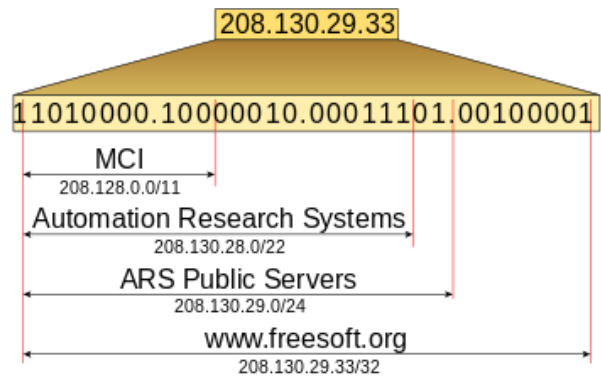 208.130.29.33
11010000.10000010.00011101.00100001
MCI
208.128.0.0/11
Automation Research Systems
208.130.28.0/22
ARS Public Servers
208.130.29.0/24
www.freesoft.org
208.130.29.33/32